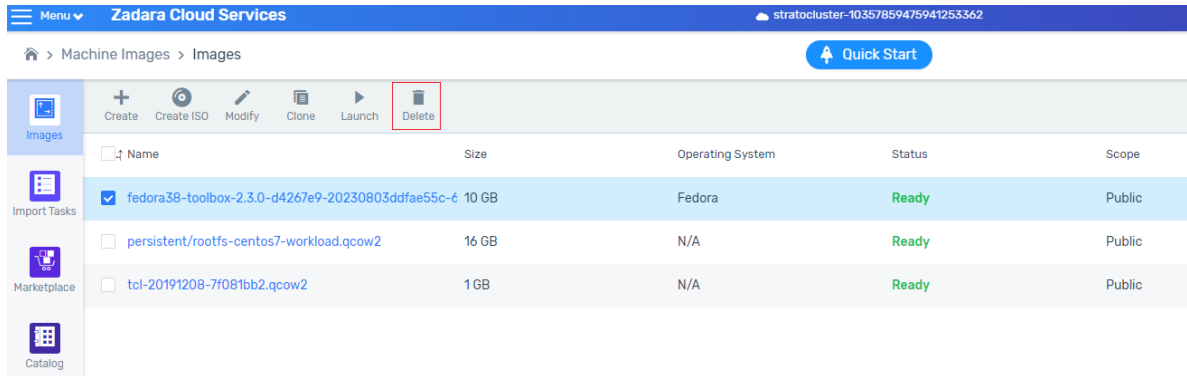 Menu Zadara Cloud Services stratocluster-10357859475941253362
> Machine Images > Images Quick Start
Images
Import Tasks
Marketplace
Catalog
Create Create ISO Modify Clone Launch Delete
Name Size Operating System Status Scope
fedora38-toolbox-2.3.0-d4267e9-20230803ddfae55c-6 10 GB Fedora Ready Public
persistent/rootfs-centos7-workload.qcow2 16 GB N/A Ready Public
tcl-20191208-7f081bb2.qcow2 1 GB N/A Ready Public